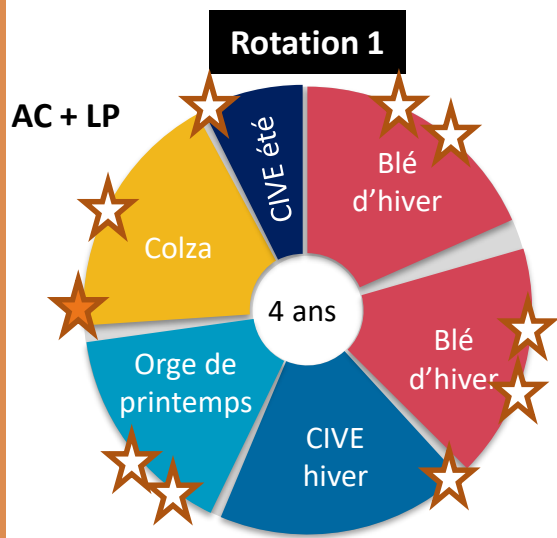 Rotation 1
AC + LP
CIVE été
Blé
d'hiver
Colza
4 ans
Blé
d'hiver
Orge de
printemps
CIVE
hiver